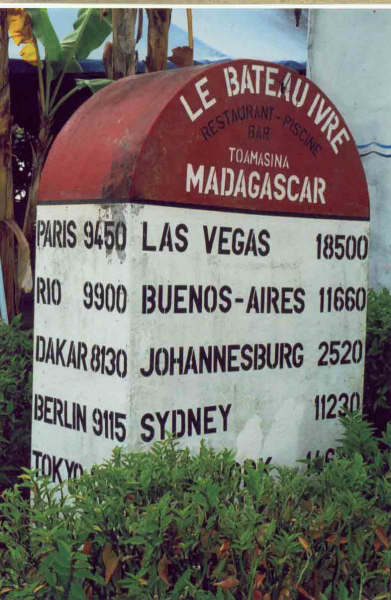 LE BATEAU IVRE
RESTAURANT-PISCINE
BAR
TOAMASINA
MADAGASCAR
PARIS 9450
RIO 9900
DAKAR 8130
BERLIN 9115
TOKYO
LAS VEGAS 18500
BUENOS-AIRES 11660
JOHANNESBURG 2520
SYDNEY 11230